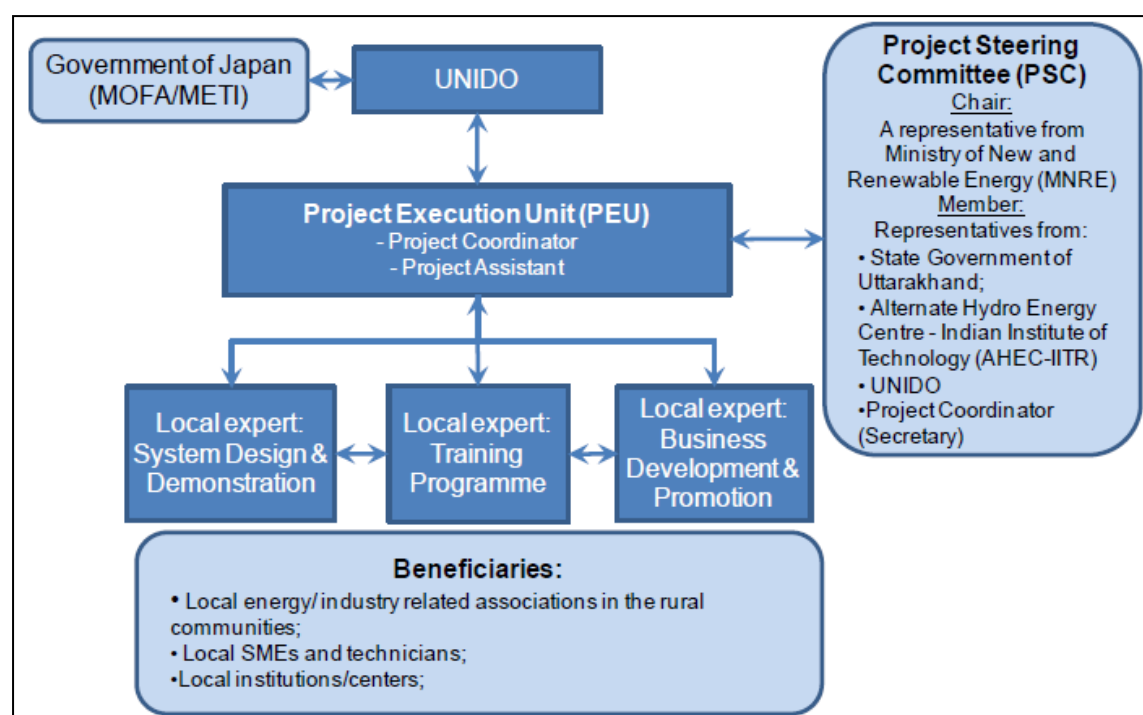 Government of Japan
(MOFA/METI)
UNIDO
Project Steering
Committee (PSC)
Chair:
A representative from
Ministry of New and
Renewable Energy (MNRE)
Member:
Representatives from:
• State Government of
Uttarakhand;
• Alternate Hydro Energy
Centre - Indian Institute of
Technology (AHEC-IITR)
• UNIDO
•Project Coordinator
(Secretary)
Project Execution Unit (PEU)
- Project Coordinator
- Project Assistant
Local expert:
System Design &
Demonstration
Local expert:
Training
Programme
Local expert:
Business
Development &
Promotion
Beneficiaries:
• Local energy/ industry related associations in the rural
communities;
• Local SMEs and technicians;
•Local institutions/centers;